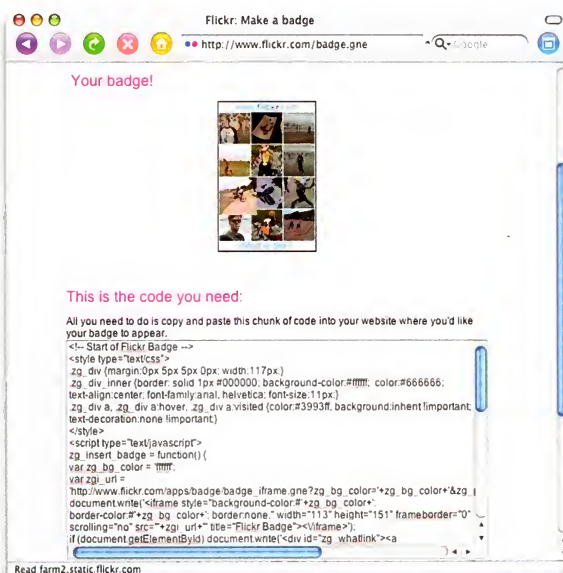 Flickr: Make a badge
http://www.flickr.com/badge.gne
Google
Your badge!
This is the code you need:
All you need to do is copy and paste this chunk of code into your website where you'd like
your badge to appear.
<!-- Start of Flickr Badge -->
<style type="text/css">
.zg_div {margin:0px 5px 5px 0px; width:117px;}
.zg_div_inner {border: solid 1px #000000; background-color:#ffffff; color:#666666;
text-align:center; font-family:arial, helvetica; font-size:11px;}
.zg_div a, .zg_div a:hover, .zg_div a:visited {color:#3993ff; background:inherit !important;
text-decoration:none !important;}
</style>
<script type="text/javascript">
zg_insert_badge = function() {
var zg_bg_color = 'ffffff';
var zgi_url =
'http://www.flickr.com/apps/badge/badge_iframe.gne?zg_bg_color='+zg_bg_color+'&zg_
document.write('<iframe style="background-color:#'+zg_bg_color+';
border-color:#'+zg_bg_color+'; border:none;" width="113" height="151" frameborder="0"
scrolling="no" src="'+zgi_url+'" title="Flickr Badge"><\/iframe>');
if (document.getElementById) document.write('<div id="zg_whatlink"><a
Read farm2.static.flickr.com